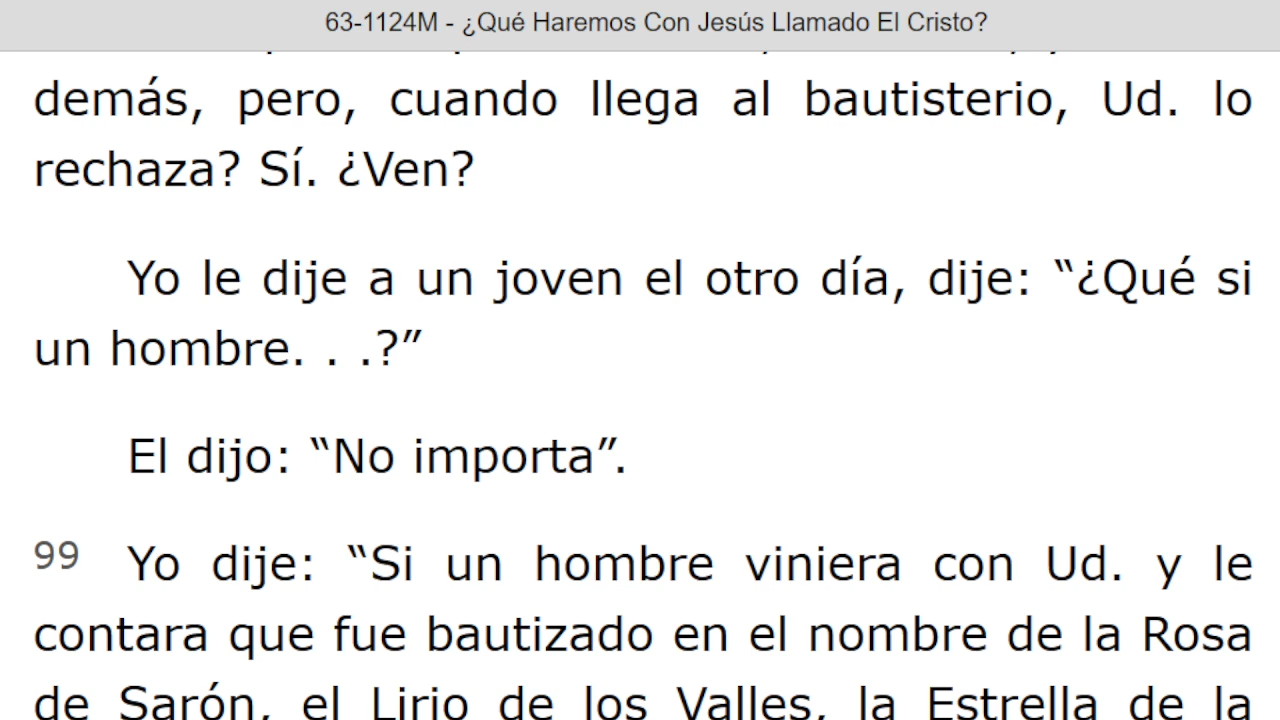 63-1124M - ¿Qué Haremos Con Jesús Llamado El Cristo?
demás, pero, cuando llega al bautisterio, Ud. lo
rechaza? Sí. ¿Ven?
Yo le dije a un joven el otro día, dije: “¿Qué si
un hombre. . .?”
El dijo: “No importa”.
99 Yo dije: “Si un hombre viniera con Ud. y le
contara que fue bautizado en el nombre de la Rosa
de Sarón, el Lirio de los Valles, la Estrella de la